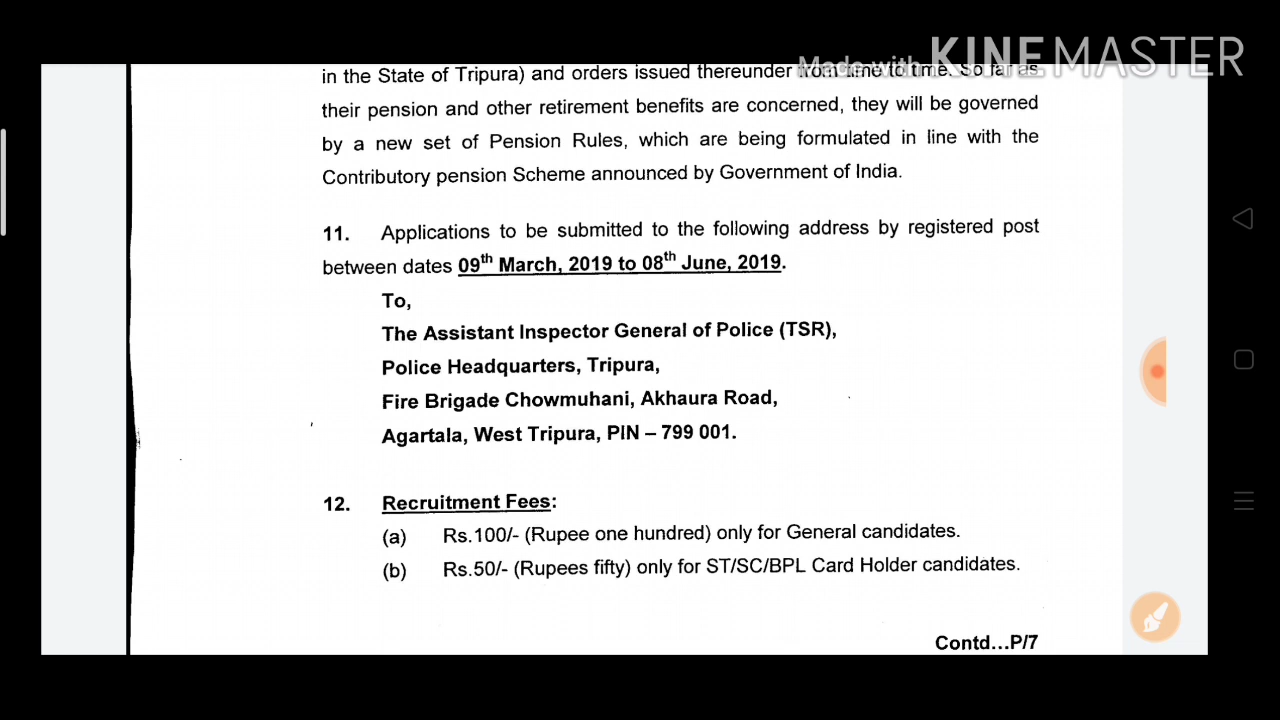 Made with KINEMASTER
in the State of Tripura) and orders issued thereunder from time to time. So far as
their pension and other retirement benefits are concerned, they will be governed
by a new set of Pension Rules, which are being formulated in line with the
Contributory pension Scheme announced by Government of India.
11. Applications to be submitted to the following address by registered post
between dates 09th March, 2019 to 08th June, 2019.
To,
The Assistant Inspector General of Police (TSR),
Police Headquarters, Tripura,
Fire Brigade Chowmuhani, Akhaura Road,
Agartala, West Tripura, PIN – 799 001.
12. Recruitment Fees:
(a) Rs.100/- (Rupee one hundred) only for General candidates.
(b) Rs.50/- (Rupees fifty) only for ST/SC/BPL Card Holder candidates.
Contd...P/7